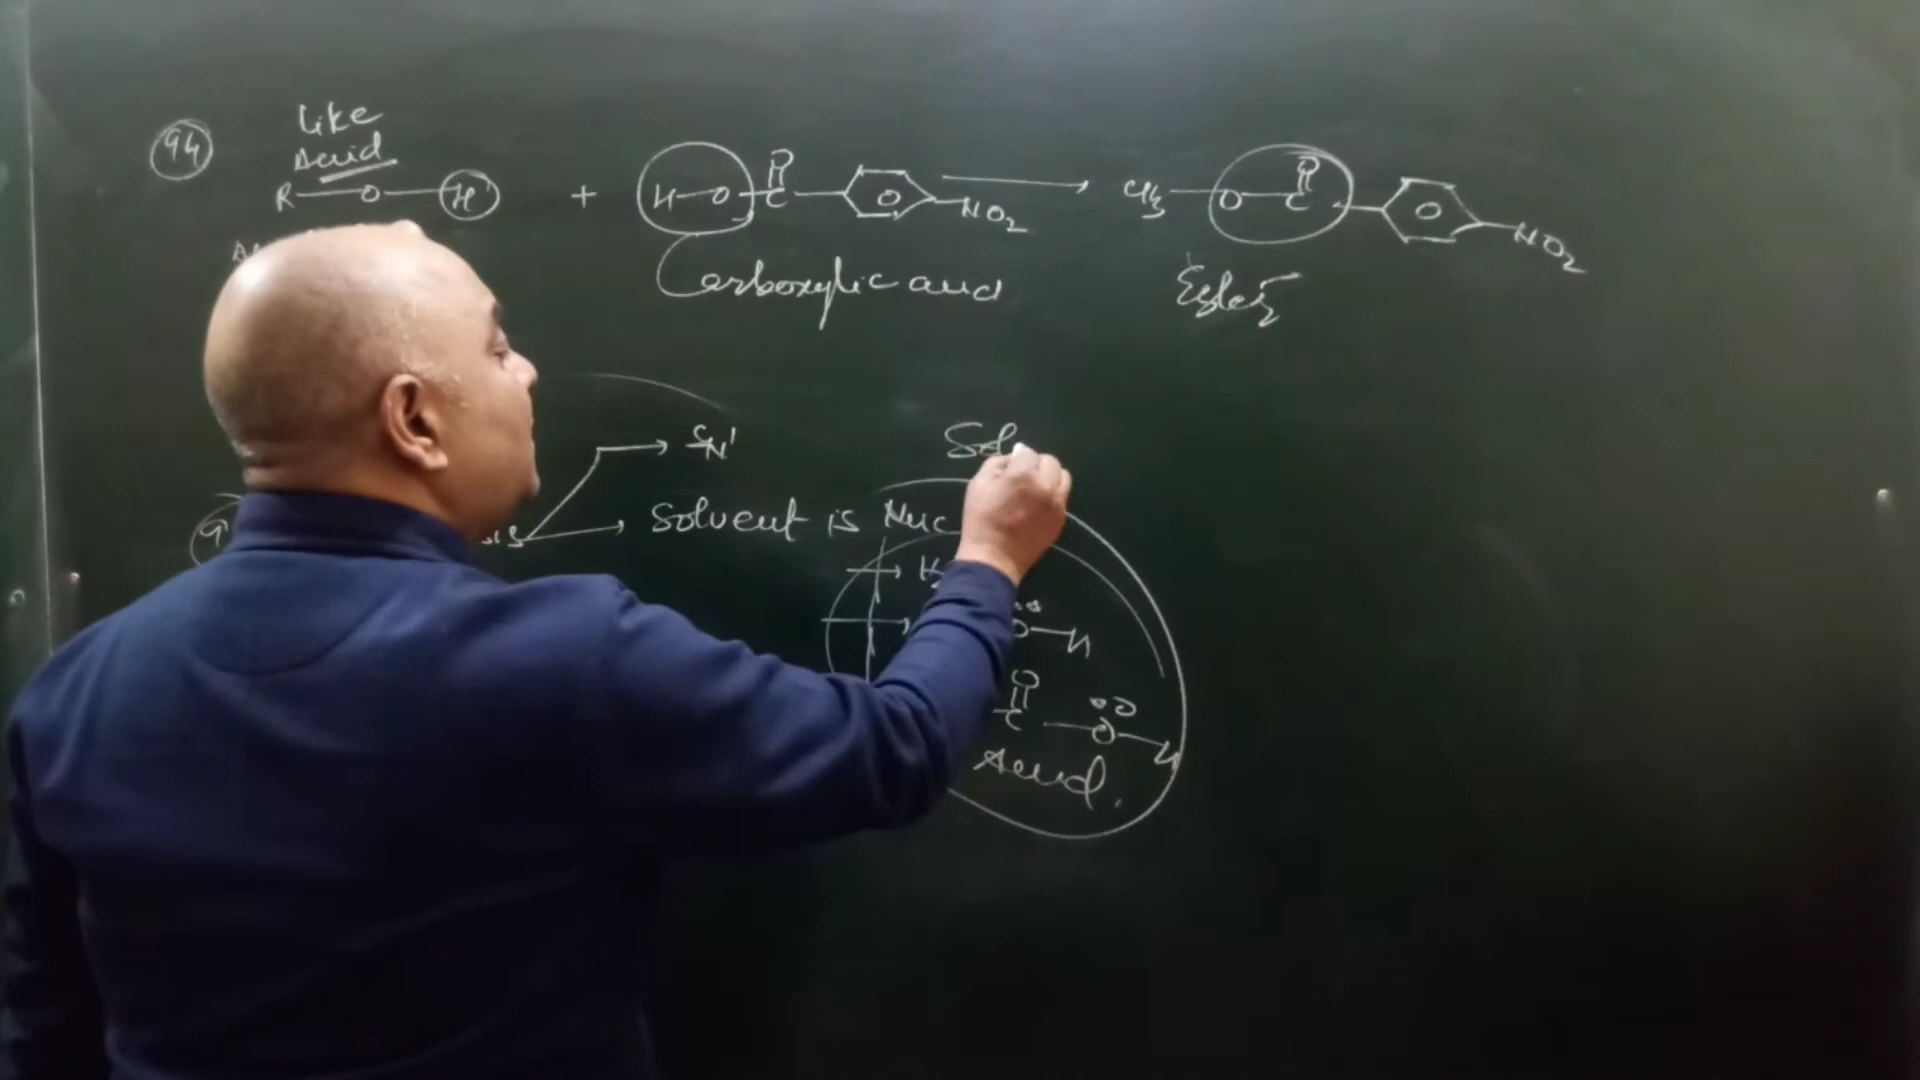 94
Like
Acid
R—O—H + H—O—C—NO2 → CH3—O—C—NO2
O
O
Carboxylic acid
Ester
SN1
Sol
Solvent is Nuc
O—H
O
C—O—H
Acid.